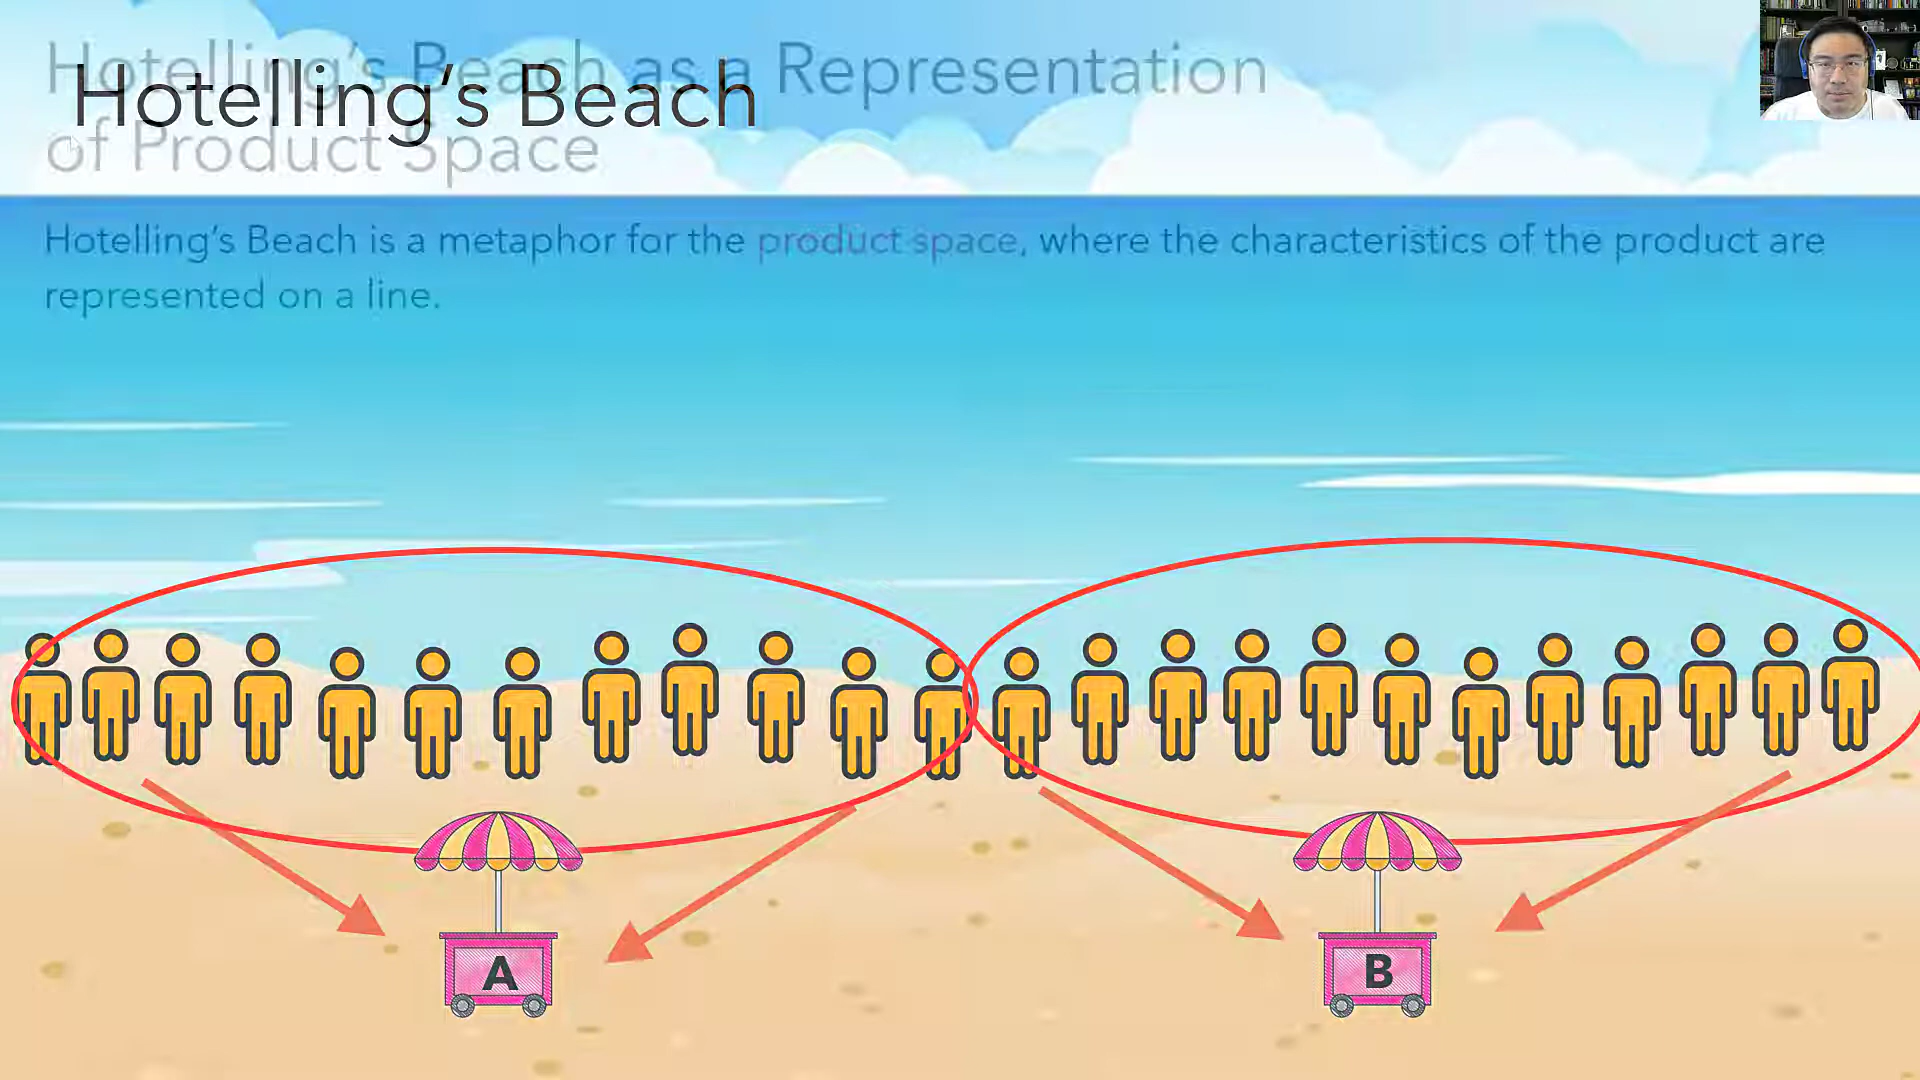 Hotelling's Beach as a Representation
of Product Space
Hotelling's Beach
Hotelling's Beach is a metaphor for the product space, where the characteristics of the product are
represented on a line.
A
B